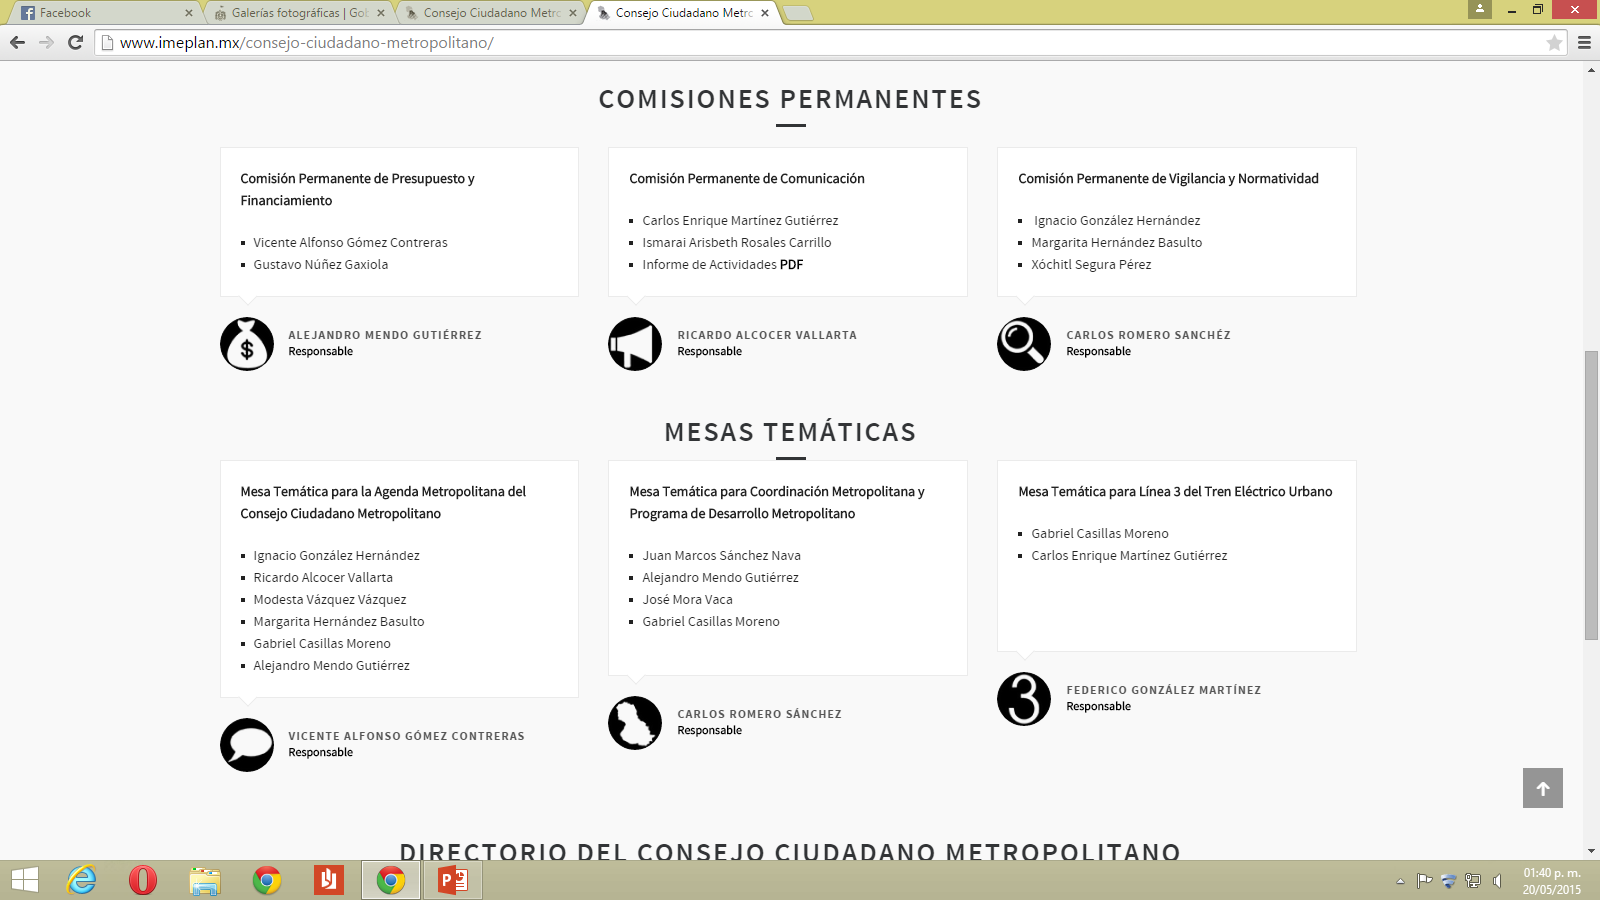 Facebook
Galerías fotográficas | Gob
Consejo Ciudadano Metro
Consejo Ciudadano Metro
www.imeplan.mx/consejo-ciudadano-metropolitano/
COMISIONES PERMANENTES
Comisión Permanente de Presupuesto y
Financiamiento
Vicente Alfonso Gómez Contreras
Gustavo Núñez Gaxiola
ALEJANDRO MENDO GUTIÉRREZ
Responsable
Comisión Permanente de Comunicación
Carlos Enrique Martínez Gutiérrez
Ismarai Arisbeth Rosales Carrillo
Informe de Actividades PDF
RICARDO ALCOCER VALLARTA
Responsable
Comisión Permanente de Vigilancia y Normatividad
Ignacio González Hernández
Margarita Hernández Basulto
Xóchitl Segura Pérez
CARLOS ROMERO SANCHÉZ
Responsable
MESAS TEMÁTICAS
Mesa Temática para la Agenda Metropolitana del
Consejo Ciudadano Metropolitano
Ignacio González Hernández
Ricardo Alcocer Vallarta
Modesta Vázquez Vázquez
Margarita Hernández Basulto
Gabriel Casillas Moreno
Alejandro Mendo Gutiérrez
VICENTE ALFONSO GÓMEZ CONTRERAS
Responsable
Mesa Temática para Coordinación Metropolitana y
Programa de Desarrollo Metropolitano
Juan Marcos Sánchez Nava
Alejandro Mendo Gutiérrez
José Mora Vaca
Gabriel Casillas Moreno
CARLOS ROMERO SÁNCHEZ
Responsable
Mesa Temática para Línea 3 del Tren Eléctrico Urbano
Gabriel Casillas Moreno
Carlos Enrique Martínez Gutiérrez
3
FEDERICO GONZÁLEZ MARTÍNEZ
Responsable
DIRECTORIO DEL CONSEJO CIUDADANO METROPOLITANO
01:40 p. m.
20/05/2015